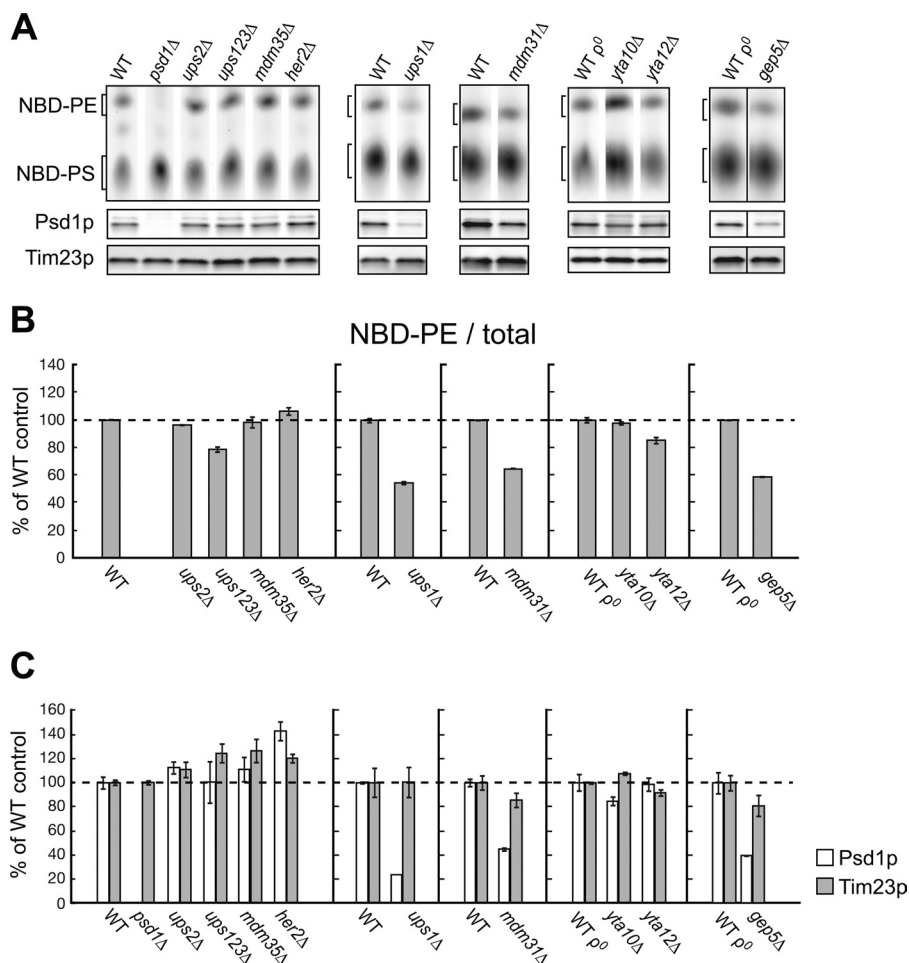 A
WT psd1Δ ups2Δ ups123Δ mdm35Δ her2Δ WT ups1Δ WT mdm31Δ WT ρ⁰ yta10Δ yta12Δ WT ρ⁰ gep5Δ
NBD-PE
NBD-PS
Psd1p
Tim23p
B
NBD-PE / total
% of WT control
140
120
100
80
60
40
20
0
WT ups2Δ ups123Δ mdm35Δ her2Δ WT ups1Δ WT mdm31Δ WT ρ⁰ yta10Δ yta12Δ WT ρ⁰ gep5Δ
C
% of WT control
160
140
120
100
80
60
40
20
0
WT psd1Δ ups2Δ ups123Δ mdm35Δ her2Δ WT ups1Δ WT mdm31Δ WT ρ⁰ yta10Δ yta12Δ WT ρ⁰ gep5Δ
Psd1p
Tim23p